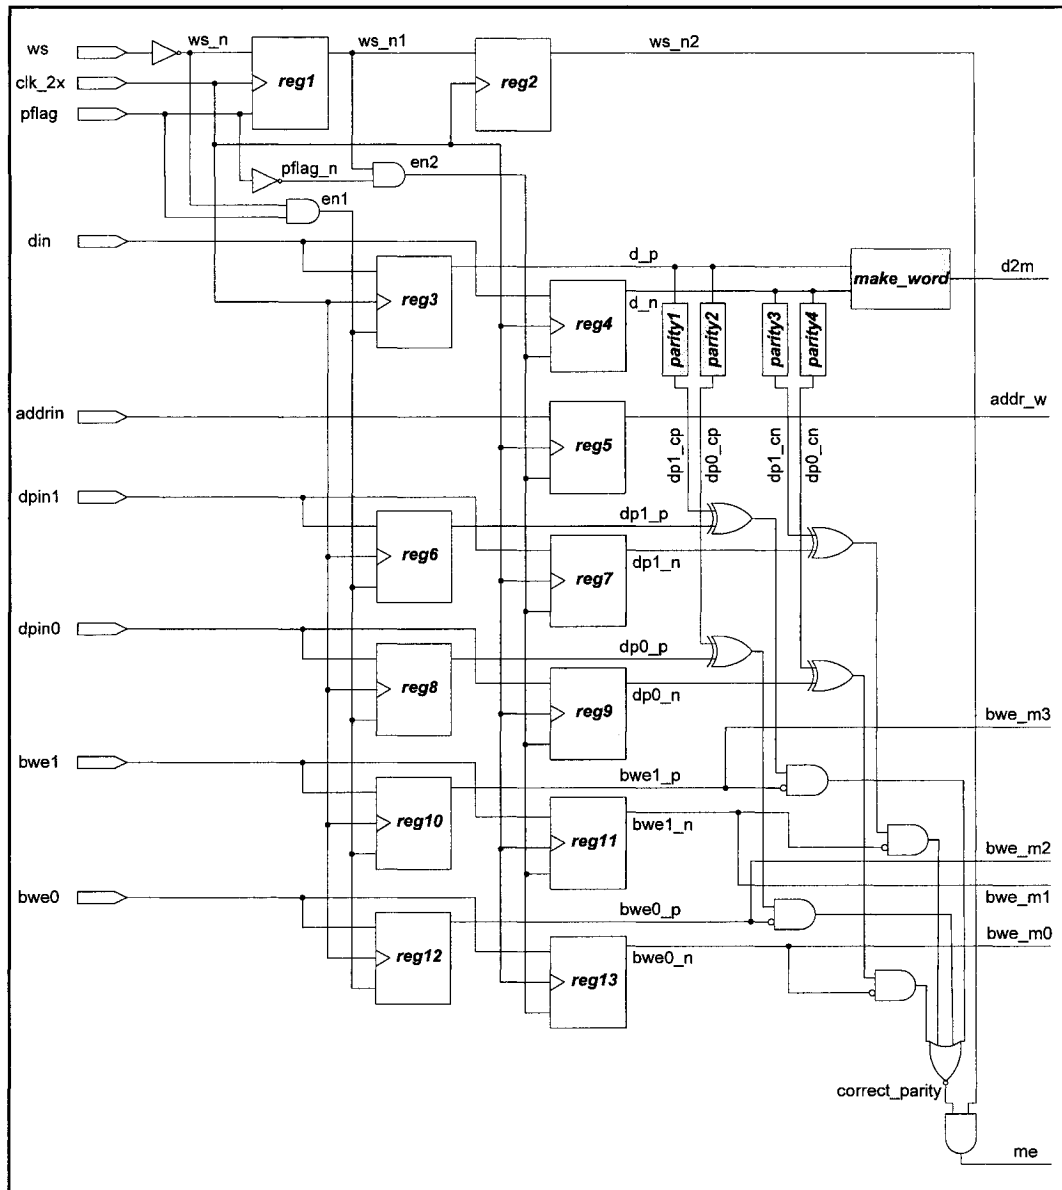 ws
ws_n
ws_n1
ws_n2
clk_2x
reg1
reg2
pflag
pflag_n
en2
en1
din
d_p
make_word
d2m
reg3
d_n
reg4
parity1
parity2
parity3
parity4
addrin
addr_w
reg5
dp1_cp
dp0_cp
dp1_cn
dp0_cn
dpin1
dp1_p
reg6
dp1_n
reg7
dpin0
dp0_p
reg8
dp0_n
reg9
bwe_m3
bwe1
bwe1_p
reg10
bwe1_n
reg11
bwe_m2
bwe0
bwe_m1
bwe0_p
bwe_m0
reg12
bwe0_n
reg13
correct_parity
me